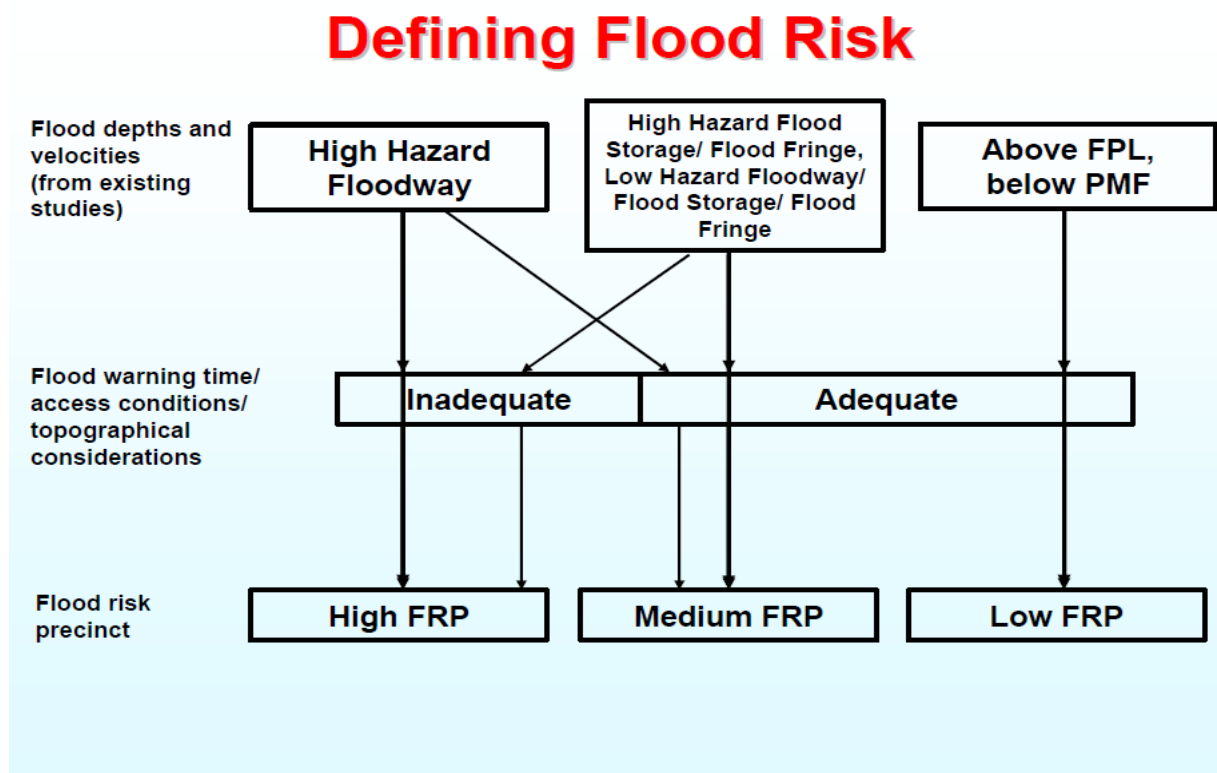 Defining Flood Risk
Flood depths and
velocities
(from existing
studies)
High Hazard
Floodway
High Hazard Flood
Storage/ Flood Fringe,
Low Hazard Floodway/
Flood Storage/ Flood
Fringe
Above FPL,
below PMF
Flood warning time/
access conditions/
topographical
considerations
Inadequate
Adequate
Flood risk
precinct
High FRP
Medium FRP
Low FRP